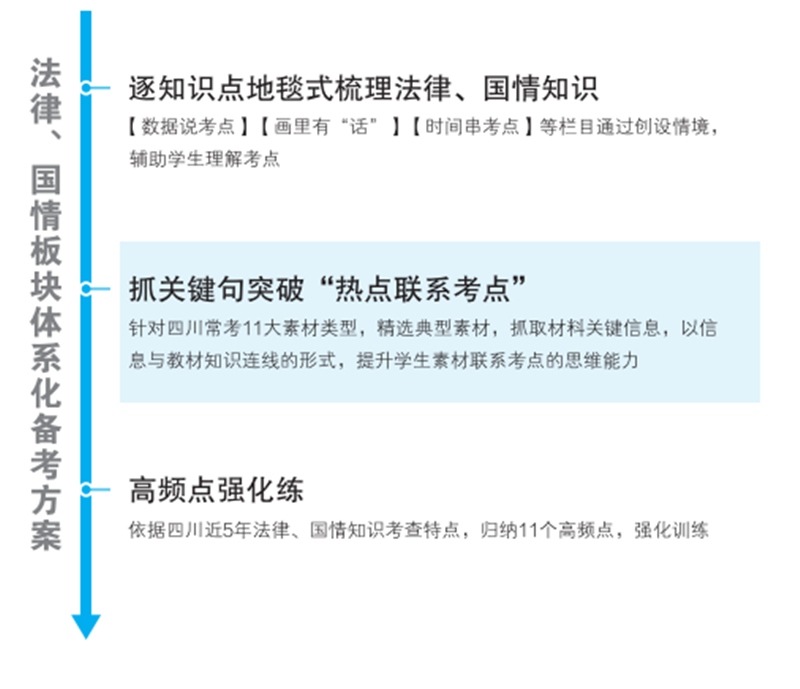 法律、国情板块体系化备考方案
逐知识点地毯式梳理法律、国情知识
【数据说考点】【画里有“话”】【时间串考点】等栏目通过创设情境，
辅助学生理解考点
抓关键句突破“热点联系考点”
针对四川常考11大素材类型，精选典型素材，抓取材料关键信息，以信
息与教材知识连线的形式，提升学生素材联系考点的思维能力
高频点强化练
依据四川近5年法律、国情知识考查特点，归纳11个高频点，强化训练